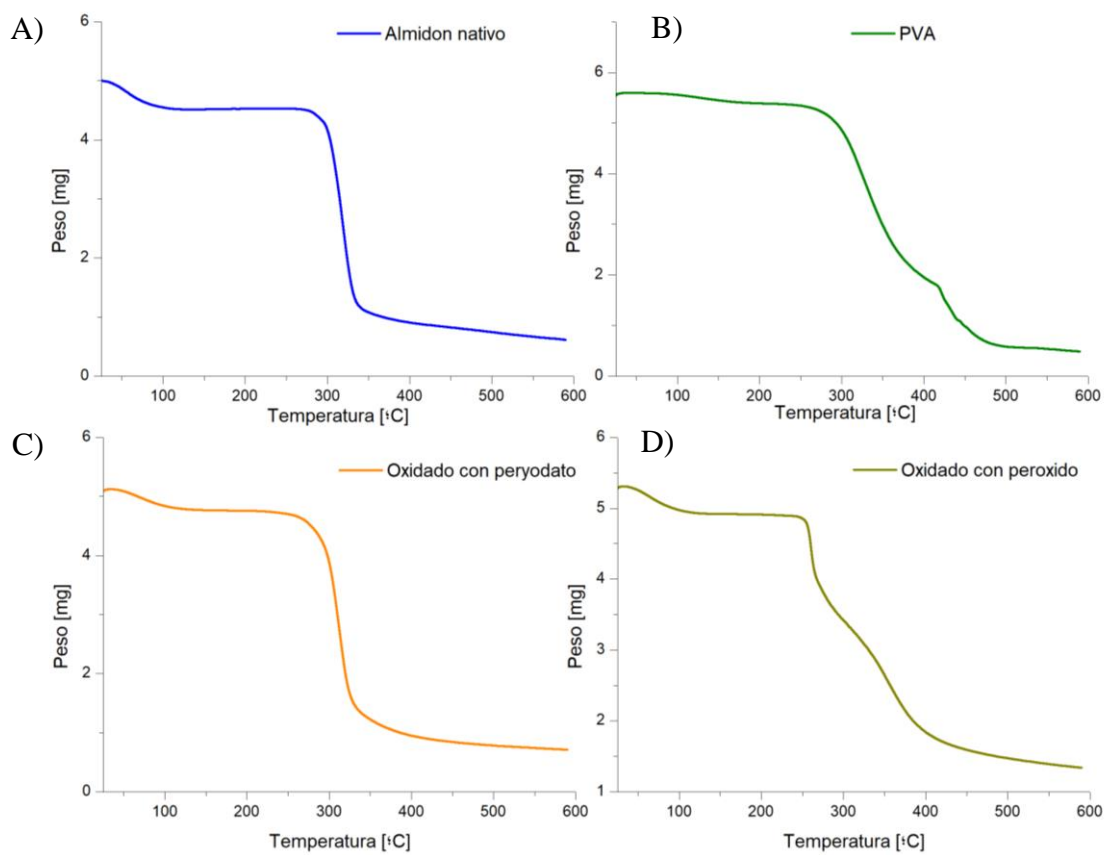 A)
Almidon nativo
6
4
2
0
Peso [mg]
100
200
300
400
500
600
Temperatura [°C]
B)
PVA
6
4
2
0
Peso [mg]
100
200
300
400
500
600
Temperatura [°C]
C)
Oxidado con peryodato
6
4
2
0
Peso [mg]
100
200
300
400
500
600
Temperatura [°C]
D)
Oxidado con peroxido
6
5
4
3
2
1
Peso [mg]
100
200
300
400
500
600
Temperatura [°C]